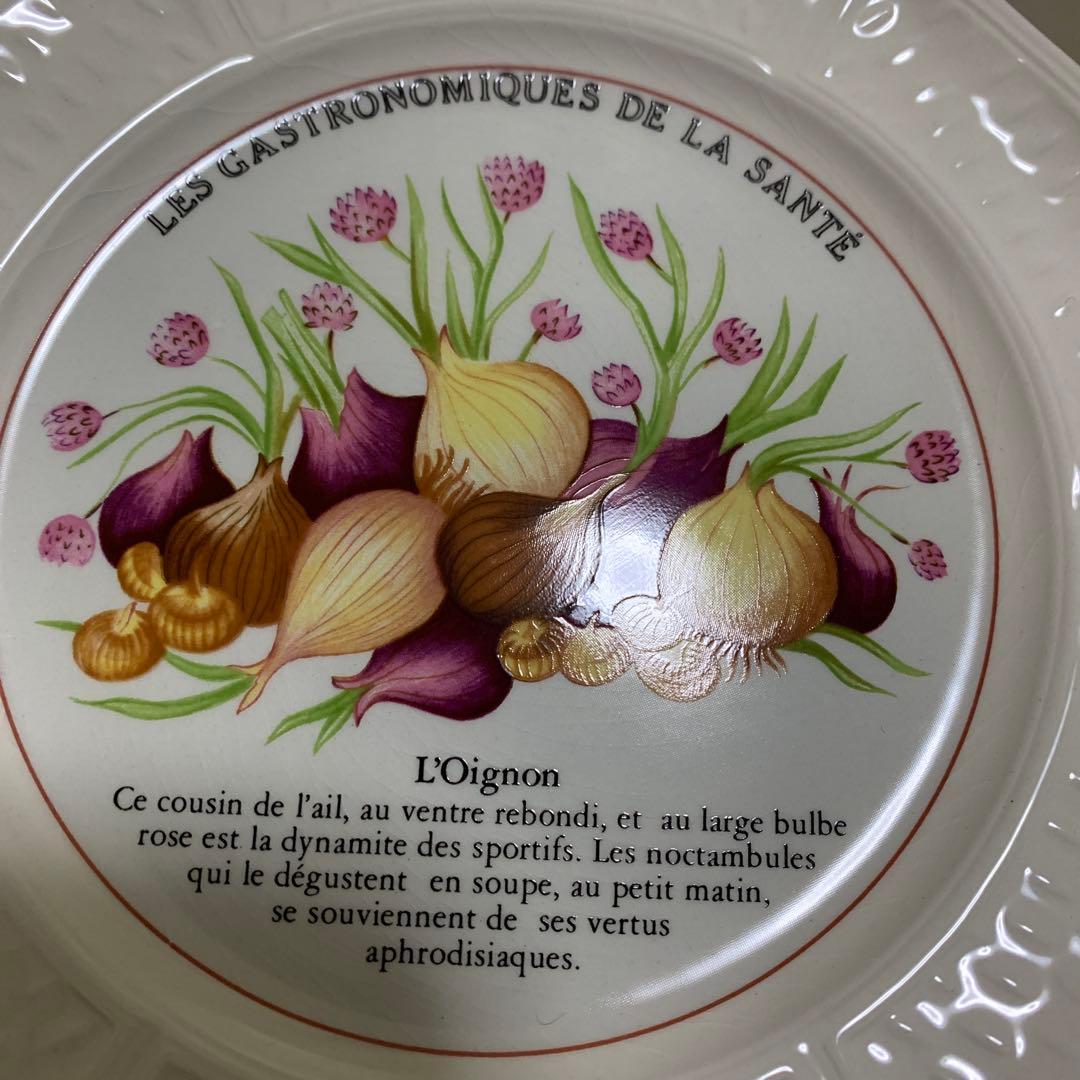 LES GASTRONOMIQUES DE LA SANTÉ
L'Oignon
Ce cousin de l'ail, au ventre rebondi, et au large bulbe
rose est la dynamite des sportifs. Les noctambules
qui le dégustent en soupe, au petit matin,
se souviennent de ses vertus
aphrodisiaques.